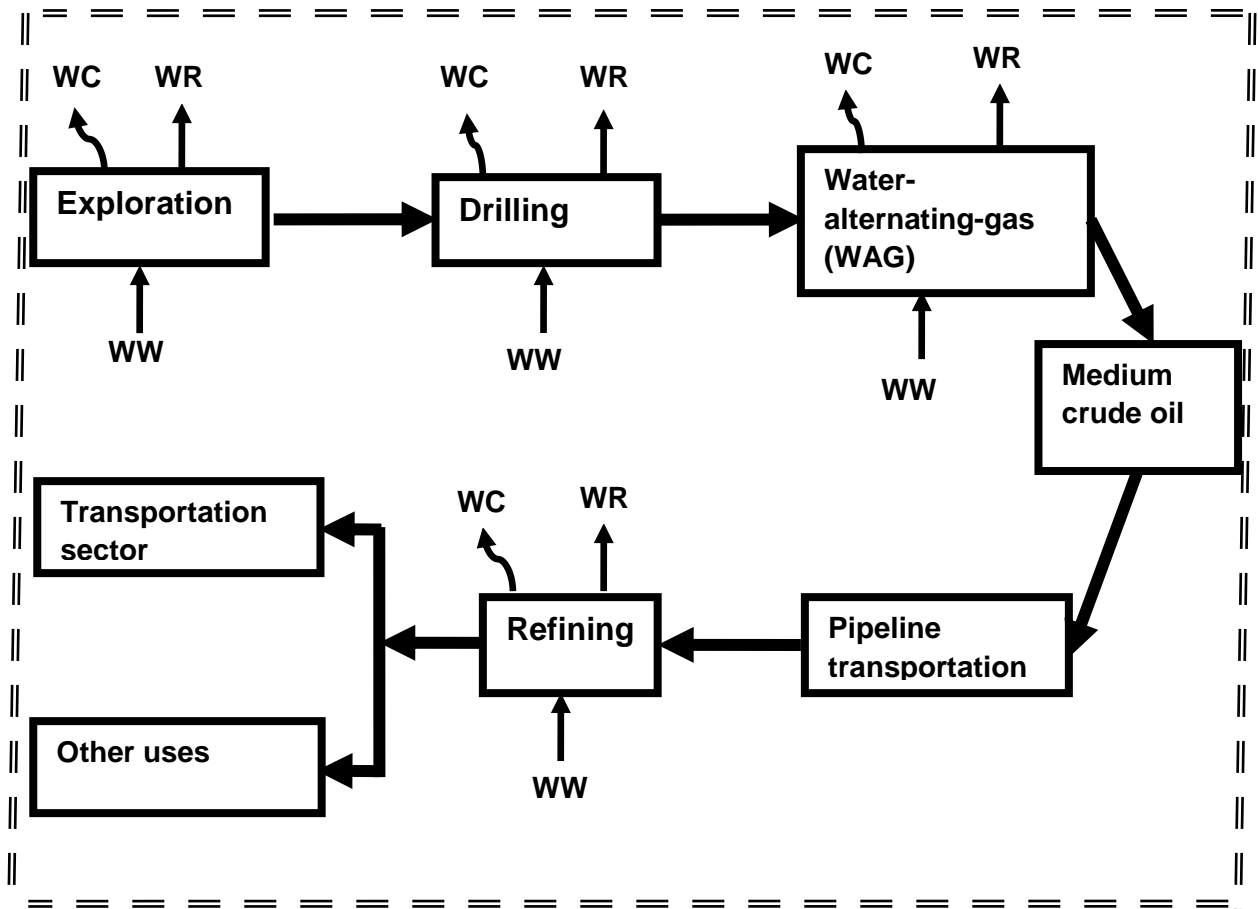 WC WR
Exploration
WW
WC WR
Drilling
WW
WC WR
Water-
alternating-gas
(WAG)
WW
Medium
crude oil
Pipeline
transportation
WC WR
Refining
WW
Transportation
sector
Other uses